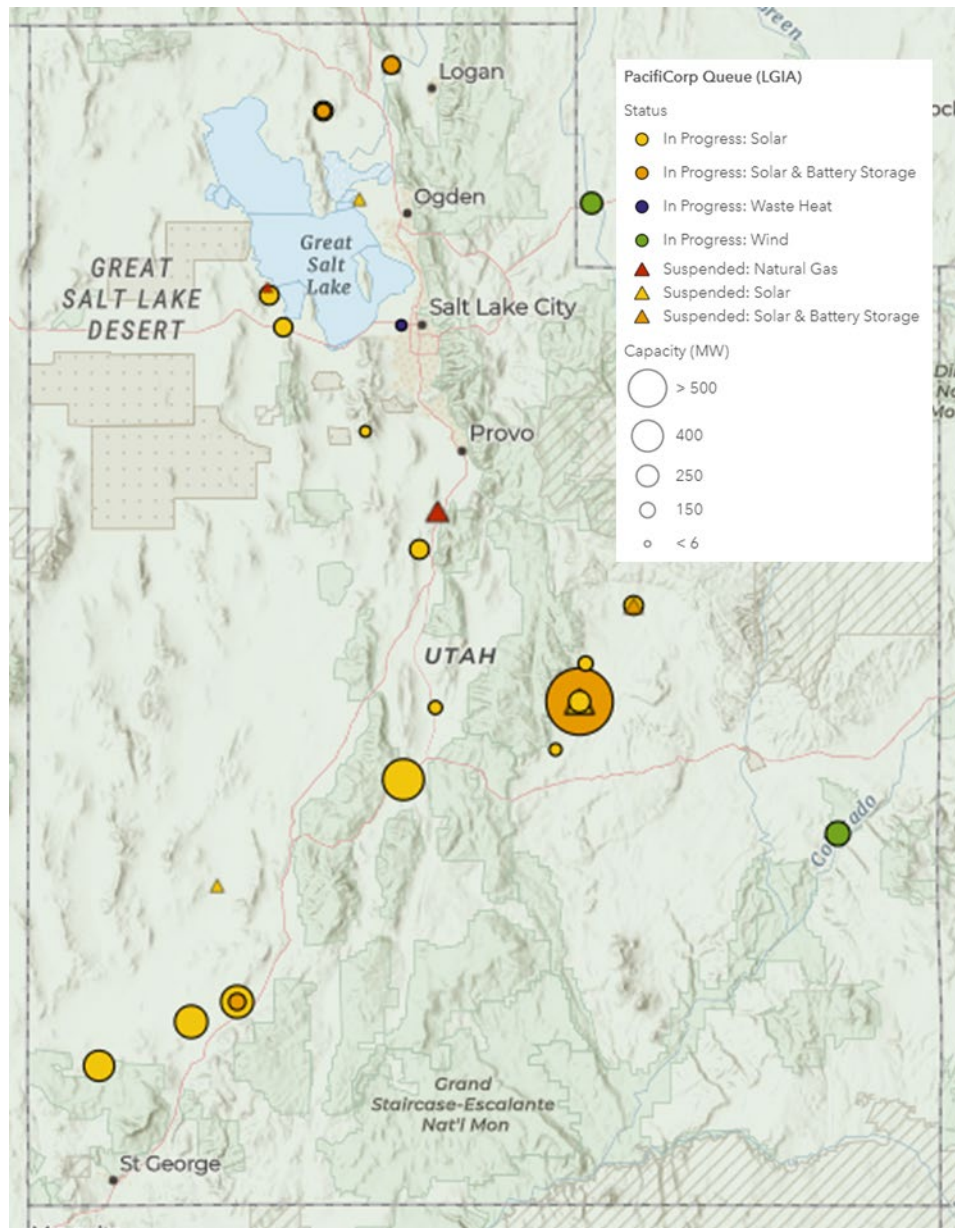 Green
Logan
Ogden
Great
Salt
Lake
GREAT
SALT LAKE
DESERT
Salt Lake City
Provo
UTAH
Grand
Staircase-Escalante
Nat'l Mon
St George
PacifiCorp Queue (LGIA)
Status
In Progress: Solar
In Progress: Solar & Battery Storage
In Progress: Waste Heat
In Progress: Wind
Suspended: Natural Gas
Suspended: Solar
Suspended: Solar & Battery Storage
Capacity (MW)
> 500
400
250
150
< 6